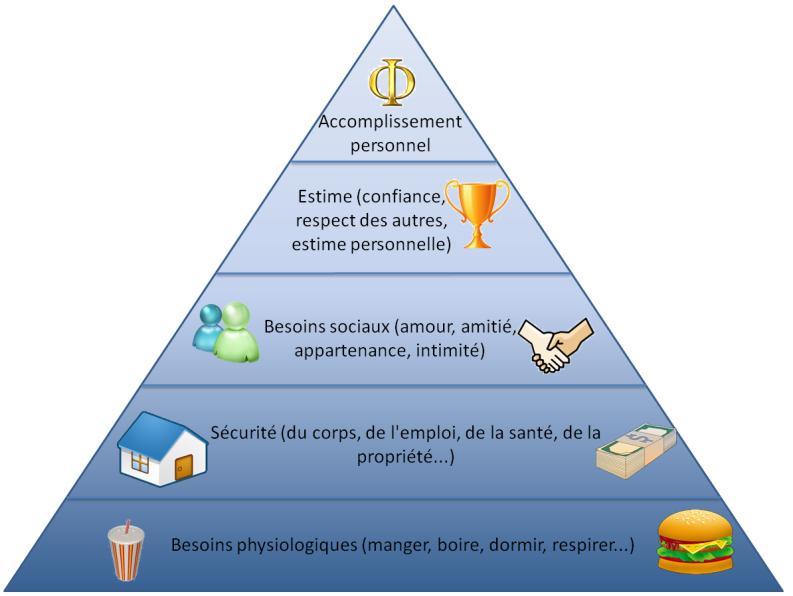 Φ
Accomplissement
personnel
Estime (confiance,
respect des autres,
estime personnelle)
Besoins sociaux (amour, amitié,
appartenance, intimité)
Sécurité (du corps, de l'emploi, de la santé, de la
propriété...)
Besoins physiologiques (manger, boire, dormir, respirer...)